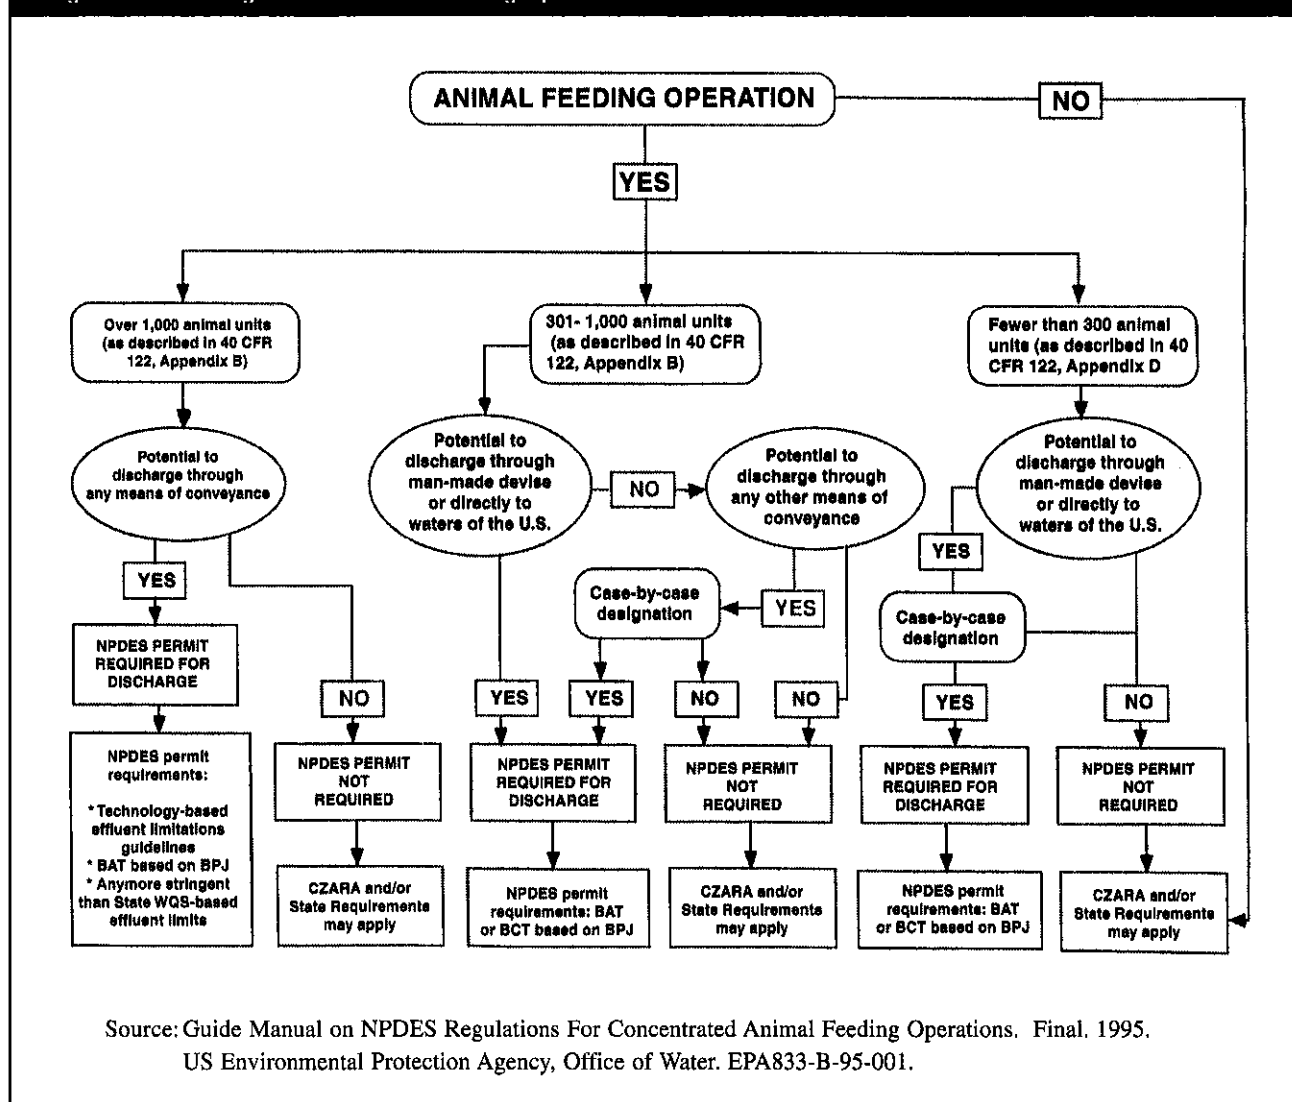 ANIMAL FEEDING OPERATION
NO
YES
Over 1,000 animal units
(as described in 40 CFR
122, Appendix B)
301- 1,000 animal units
(as described in 40 CFR
122, Appendix B)
Fewer than 300 animal
units (as described in 40
CFR 122, Appendix D
Potential to
discharge through
any means of conveyance
Potential to
discharge through
man-made devise
or directly to
waters of the U.S.
NO
Potential to
discharge through
any other means of
conveyance
Potential to
discharge through
man-made devise
or directly to
waters of the U.S.
YES
Case-by-case
designation
YES
YES
Case-by-case
designation
NPDES PERMIT
REQUIRED FOR
DISCHARGE
NO
YES
YES
NO
NO
YES
NO
NPDES permit
requirements:
* Technology-based
effluent limitations
guidelines
* BAT based on BPJ
* Anymore stringent
than State WQS-based
effluent limits
NPDES PERMIT
NOT
REQUIRED
NPDES PERMIT
REQUIRED FOR
DISCHARGE
NPDES PERMIT
NOT
REQUIRED
NPDES PERMIT
REQUIRED FOR
DISCHARGE
NPDES PERMIT
NOT
REQUIRED
CZARA and/or
State Requirements
may apply
NPDES permit
requirements: BAT
or BCT based on BPJ
CZARA and/or
State Requirements
may apply
NPDES permit
requirements: BAT
or BCT based on BPJ
CZARA and/or
State Requirements
may apply
Source: Guide Manual on NPDES Regulations For Concentrated Animal Feeding Operations. Final. 1995.
US Environmental Protection Agency, Office of Water. EPA833-B-95-001.